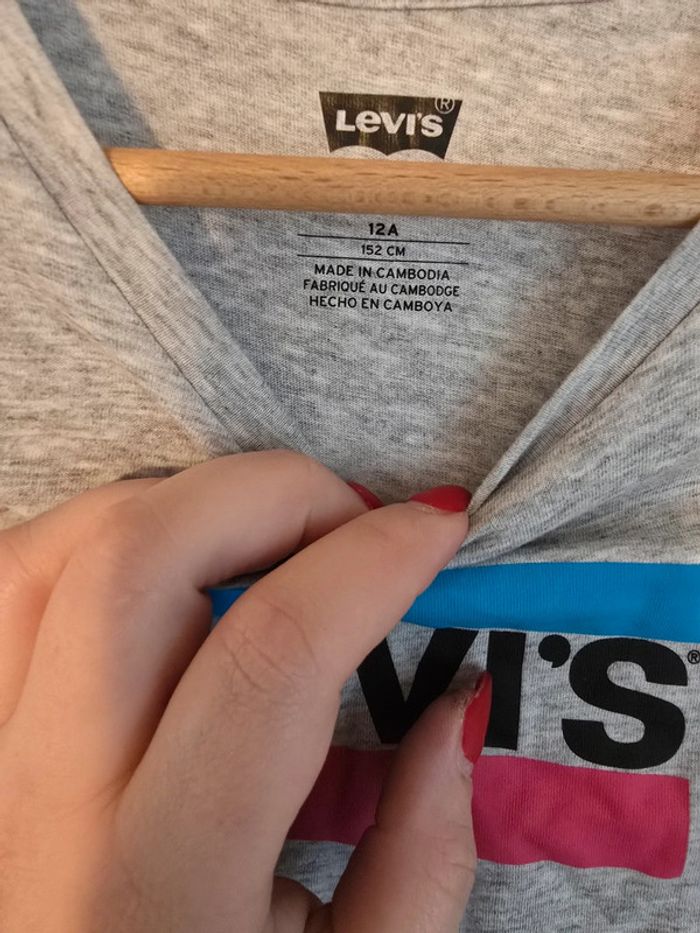 LEVI'S®
12A
152 CM
MADE IN CAMBODIA
FABRIQUÉ AU CAMBODGE
HECHO EN CAMBOYA
VI'S®